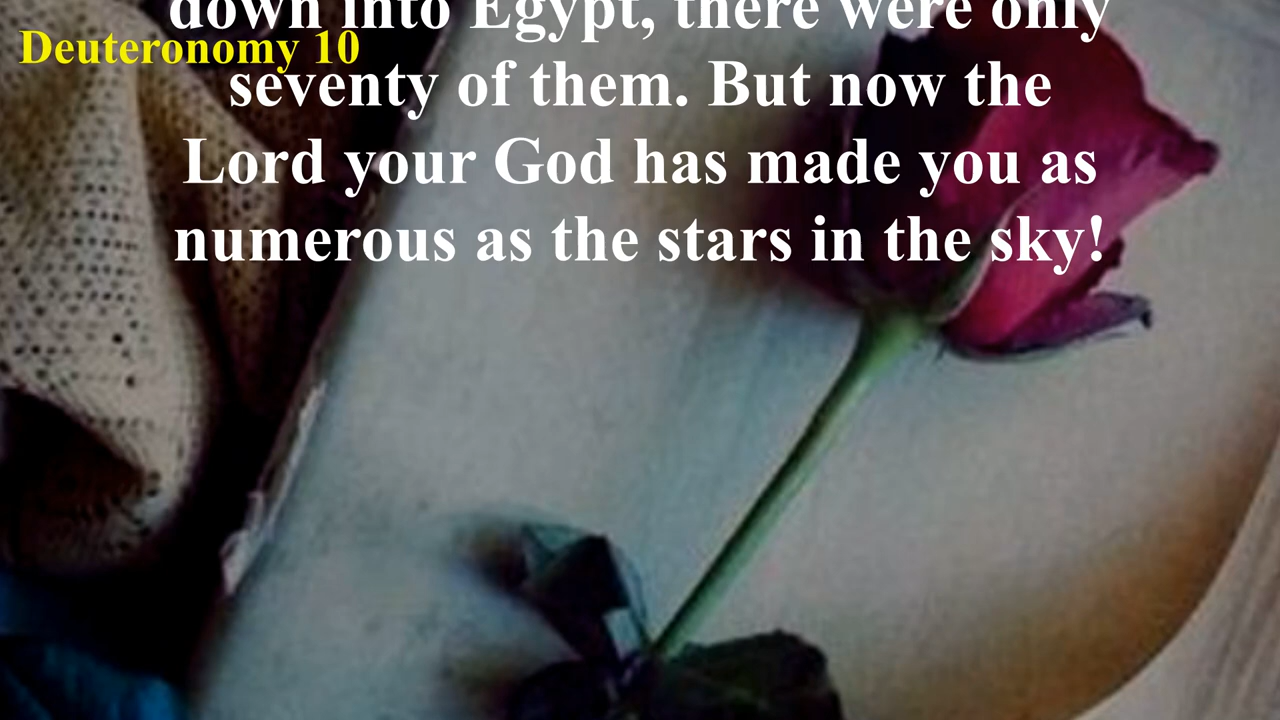 down into Egypt, there were only
Deuteronomy 10
seventy of them. But now the
Lord your God has made you as
numerous as the stars in the sky!